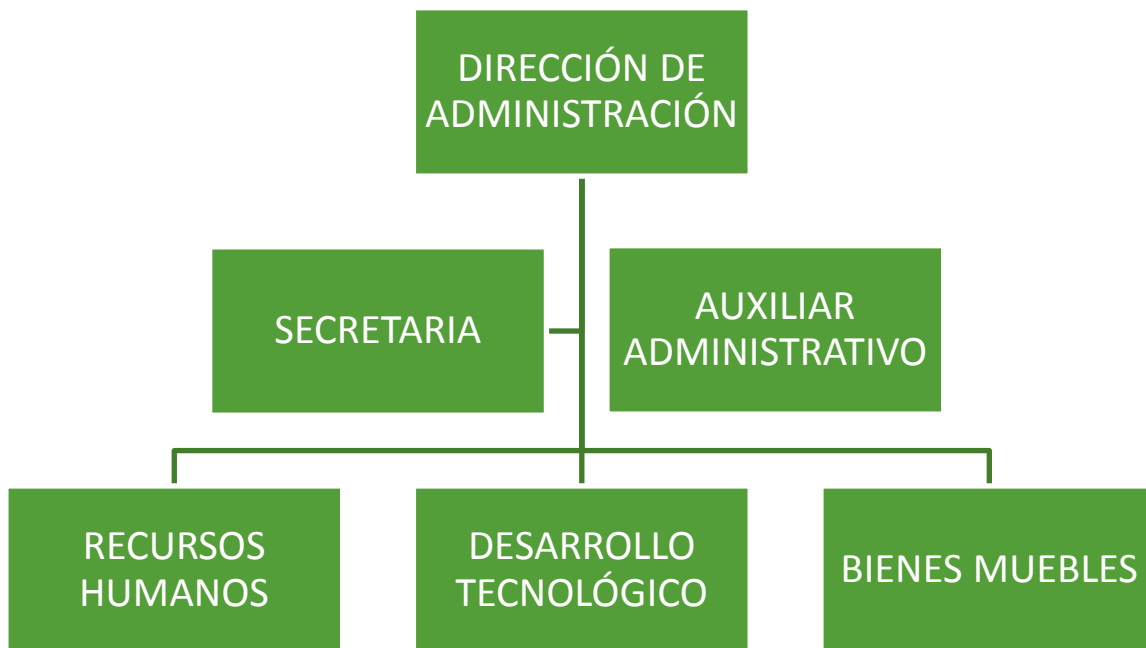 DIRECCIÓN DE
ADMINISTRACIÓN
SECRETARIA
AUXILIAR
ADMINISTRATIVO
RECURSOS
HUMANOS
DESARROLLO
TECNOLÓGICO
BIENES MUEBLES